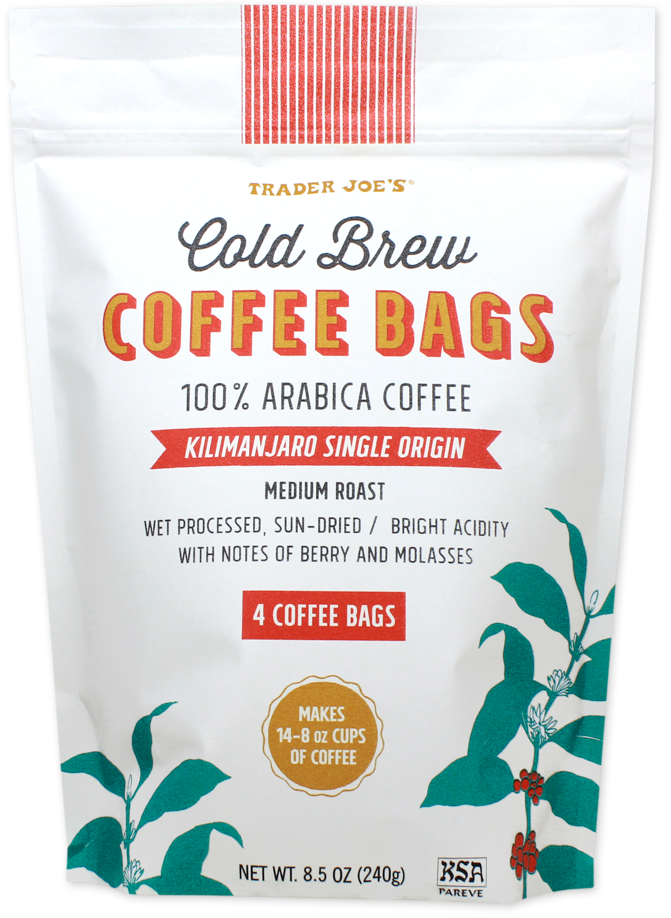 TRADER JOE'S®
Cold Brew
COFFEE BAGS
100% ARABICA COFFEE
KILIMANJARO SINGLE ORIGIN
MEDIUM ROAST
WET PROCESSED, SUN-DRIED / BRIGHT ACIDITY
WITH NOTES OF BERRY AND MOLASSES
4 COFFEE BAGS
MAKES
14-8 oz CUPS
OF COFFEE
NET WT. 8.5 OZ (240g)
KSA
PAREVE